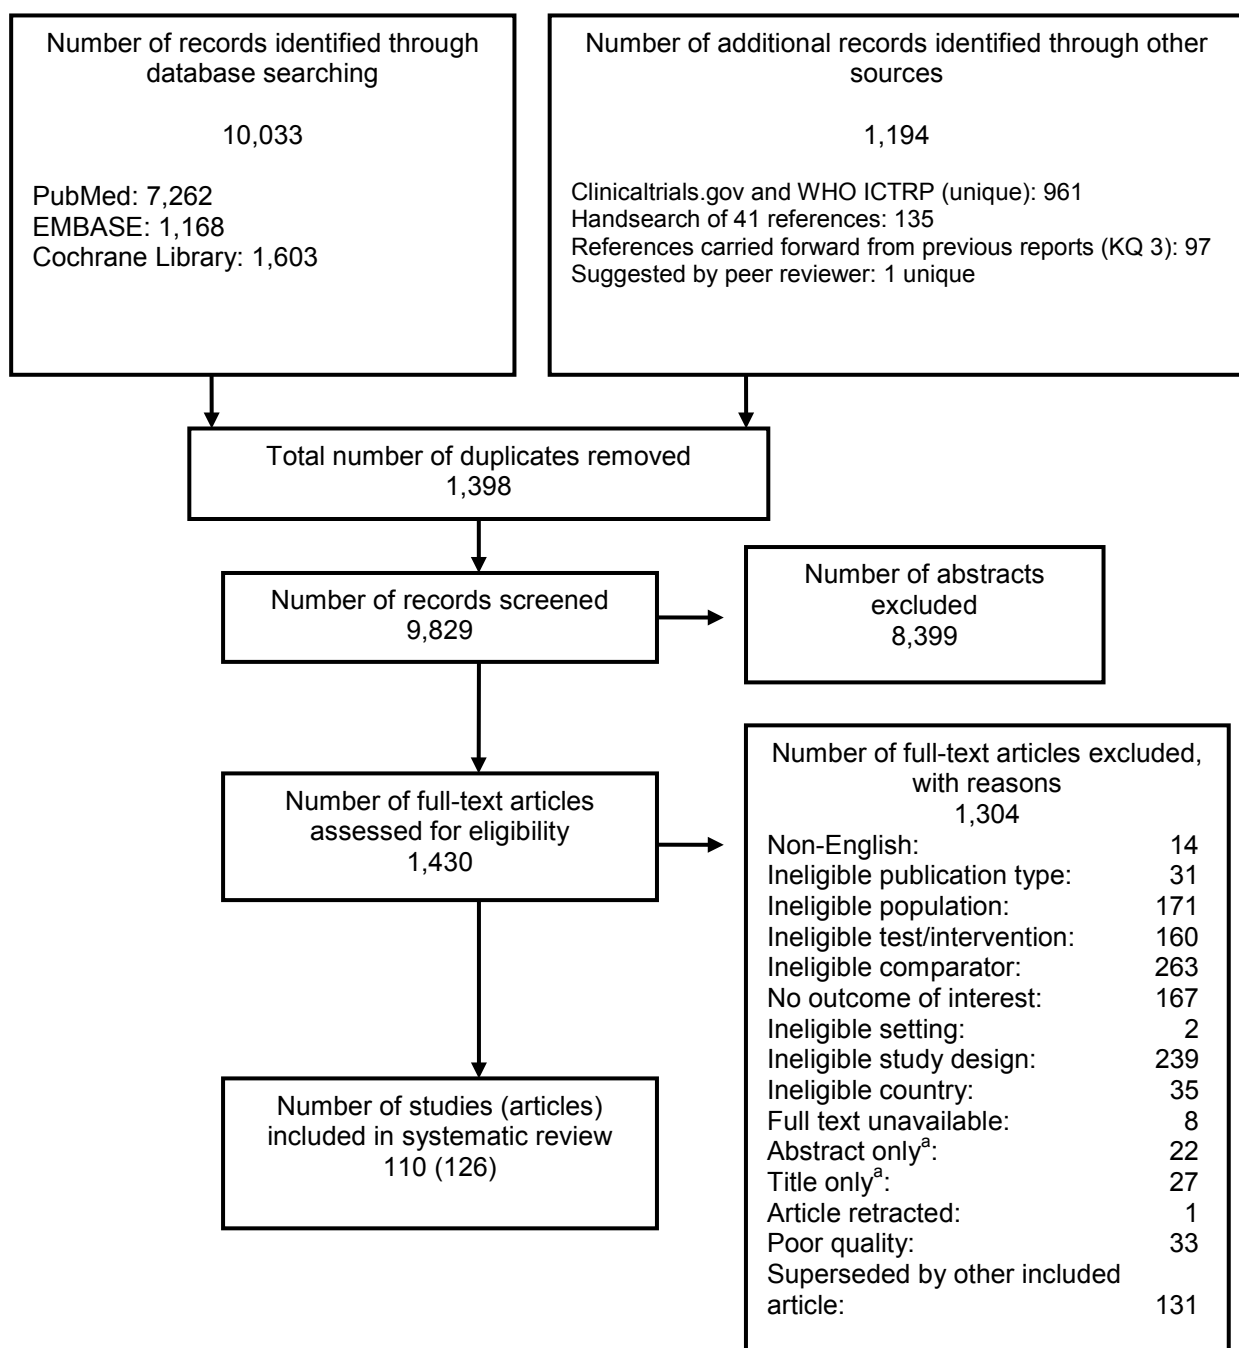 Number of records identified through
database searching
10,033
PubMed: 7,262
EMBASE: 1,168
Cochrane Library: 1,603
Number of additional records identified through other
sources
1,194
Clinicaltrials.gov and WHO ICTRP (unique): 961
Handsearch of 41 references: 135
References carried forward from previous reports (KQ 3): 97
Suggested by peer reviewer: 1 unique
Total number of duplicates removed
1,398
Number of records screened
9,829
Number of abstracts
excluded
8,399
Number of full-text articles
assessed for eligibility
1,430
Number of full-text articles excluded,
with reasons
1,304
Non-English: 14
Ineligible publication type: 31
Ineligible population: 171
Ineligible test/intervention: 160
Ineligible comparator: 263
No outcome of interest: 167
Ineligible setting: 2
Ineligible study design: 239
Ineligible country: 35
Full text unavailable: 8
Abstract onlyᵃ: 22
Title onlyᵃ: 27
Article retracted: 1
Poor quality: 33
Superseded by other included
article: 131
Number of studies (articles)
included in systematic review
110 (126)